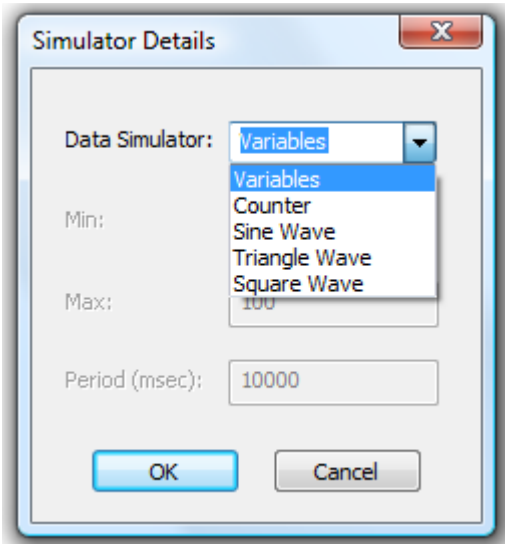 Simulator Details
Data Simulator: Variables
Variables
Counter
Sine Wave
Min:
Triangle Wave
Square Wave
Max: 100
Period (msec): 10000
OK Cancel